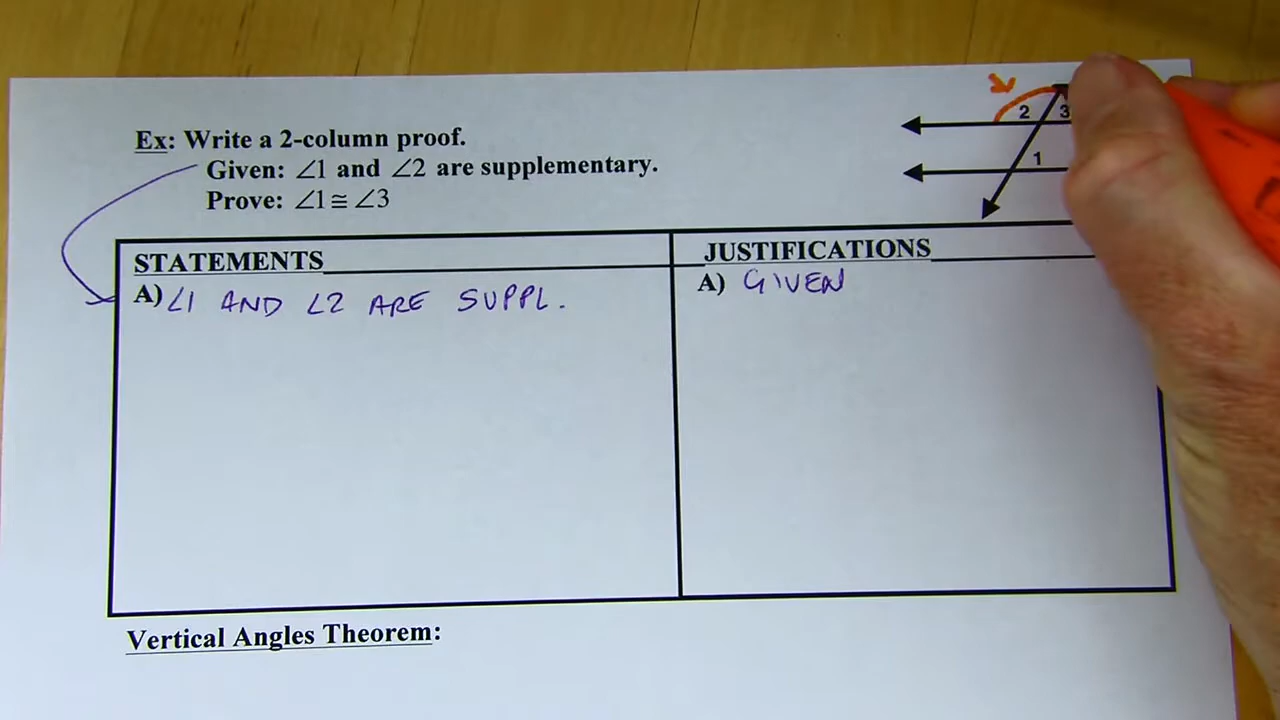 2 3
Ex: Write a 2-column proof.
1
Given: ∠1 and ∠2 are supplementary.
Prove: ∠1 ≅ ∠3
STATEMENTS JUSTIFICATIONS
A) ∠1 AND ∠2 ARE SUPPL. A) GIVEN
Vertical Angles Theorem: